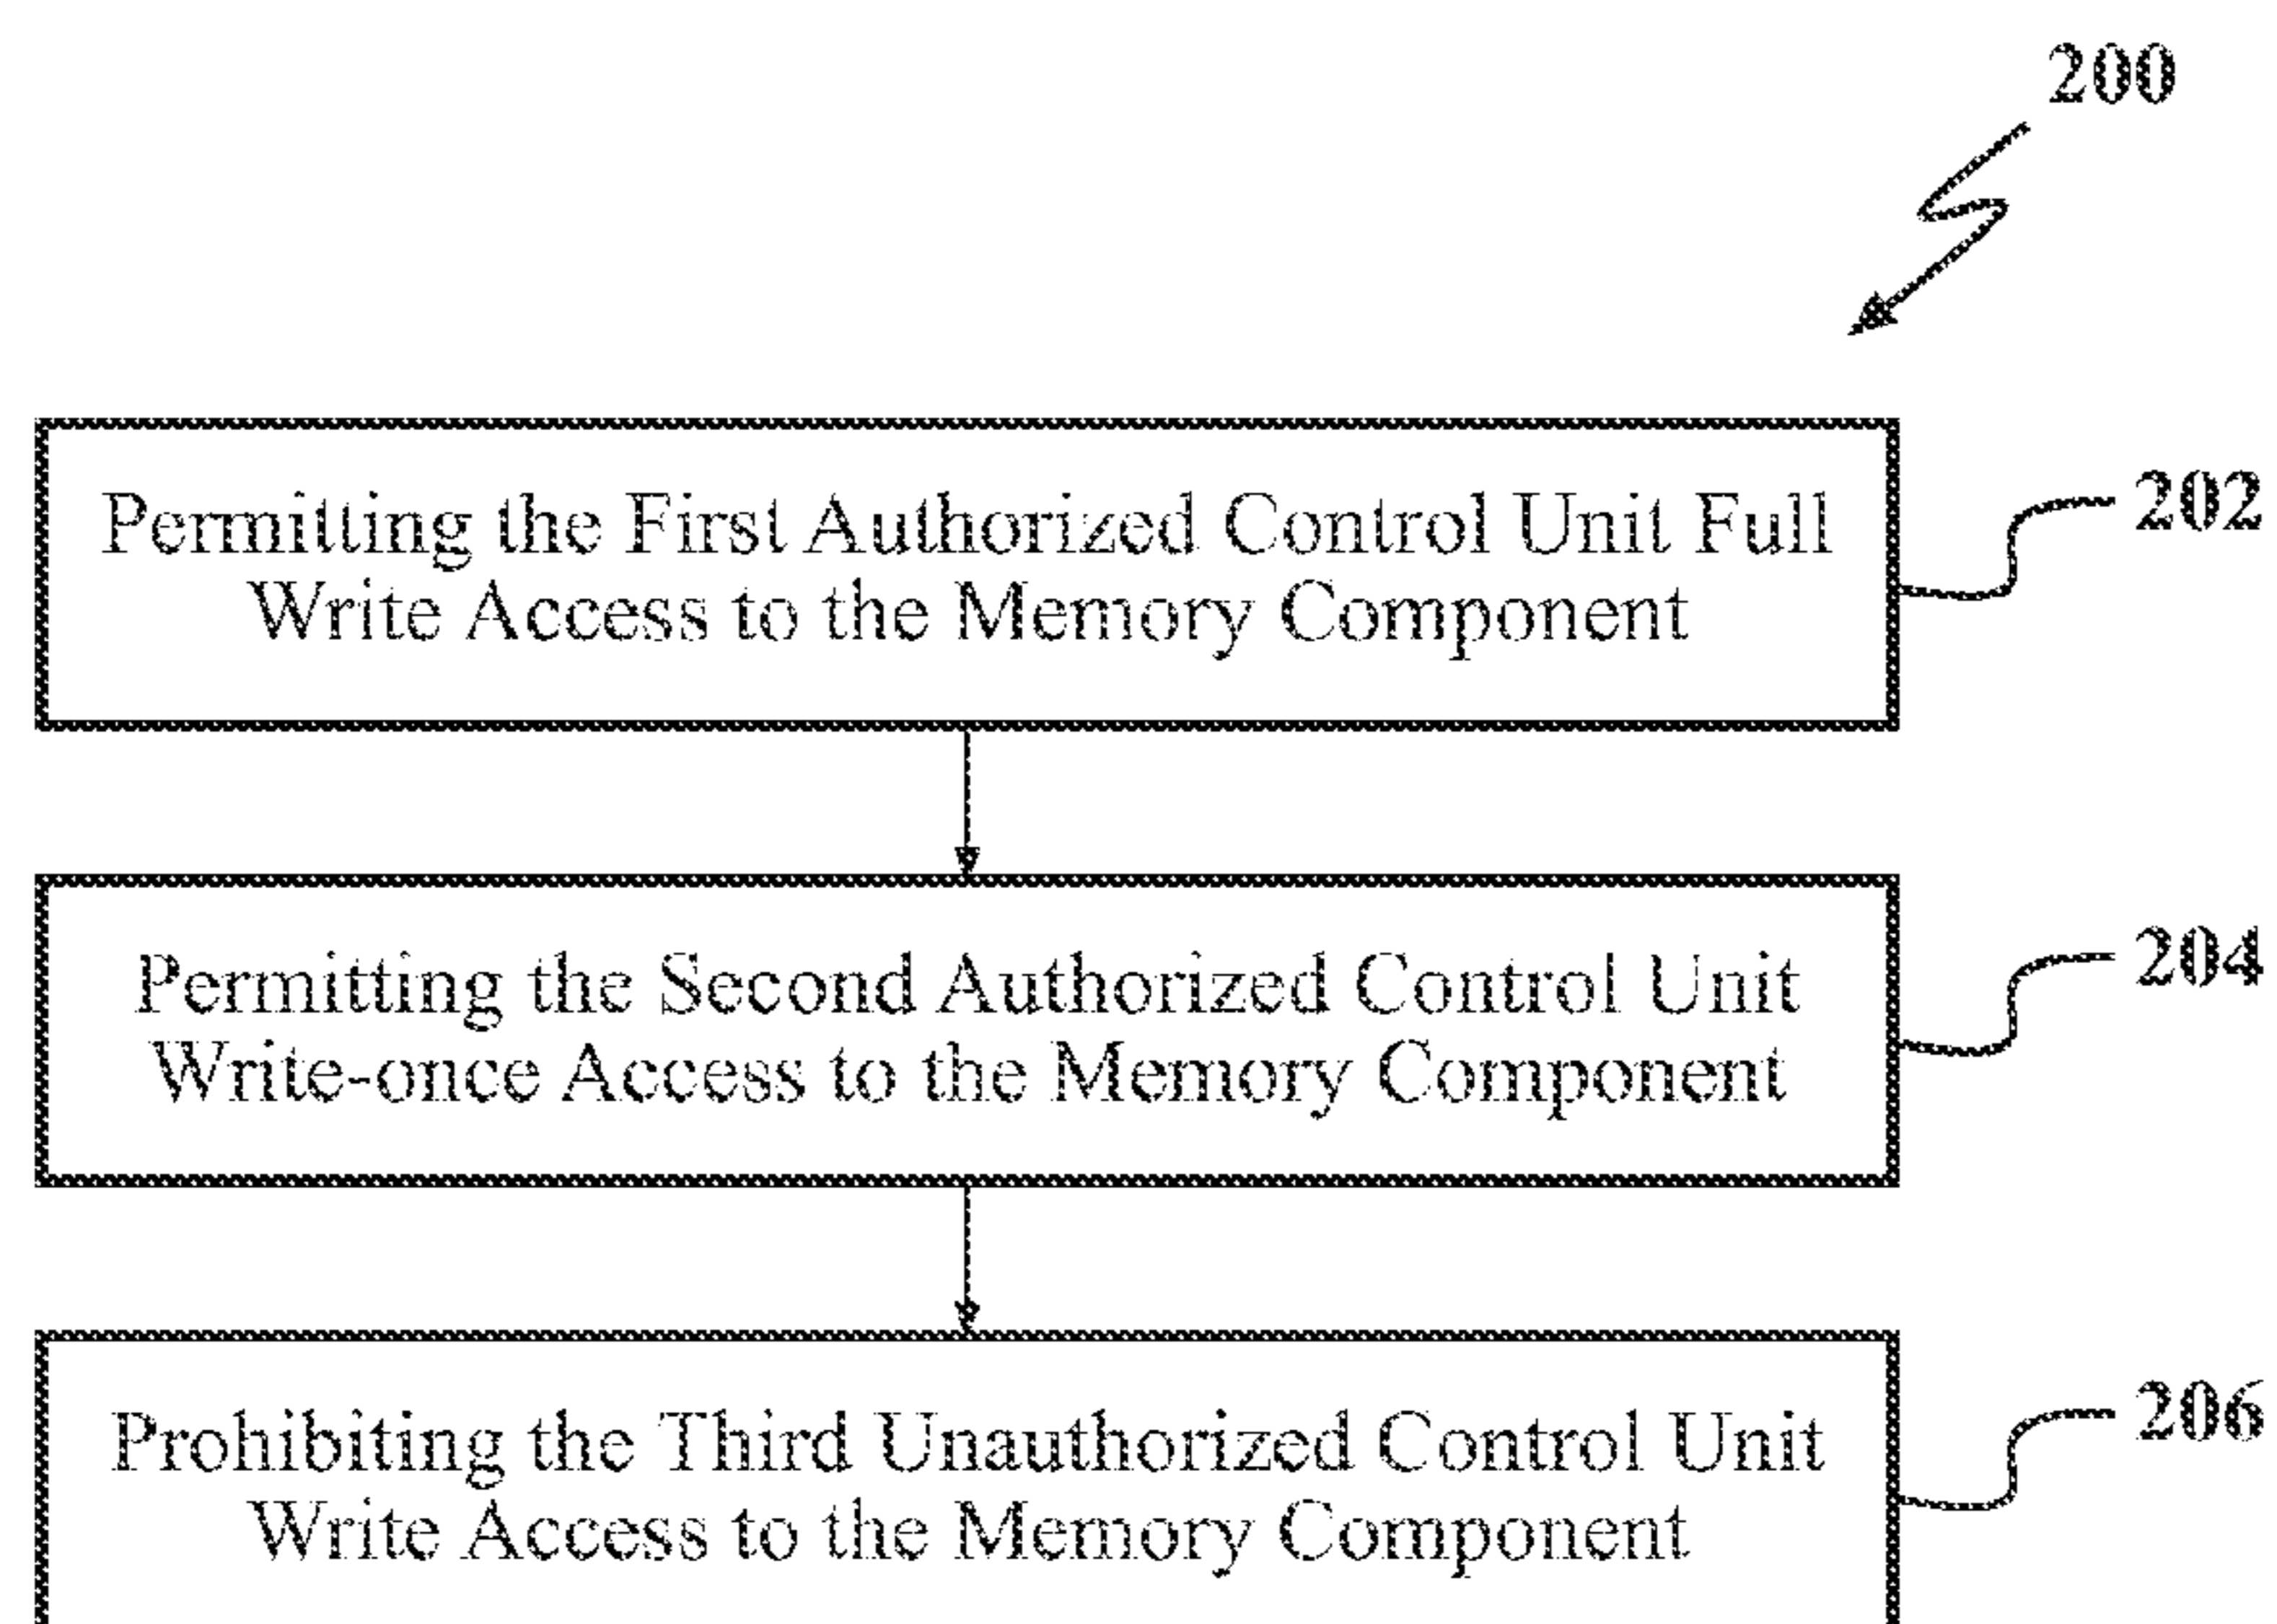 200
Permitting the First Authorized Control Unit Full
Write Access to the Memory Component
202
Permitting the Second Authorized Control Unit
Write-once Access to the Memory Component
204
Prohibiting the Third Unauthorized Control Unit
Write Access to the Memory Component
206